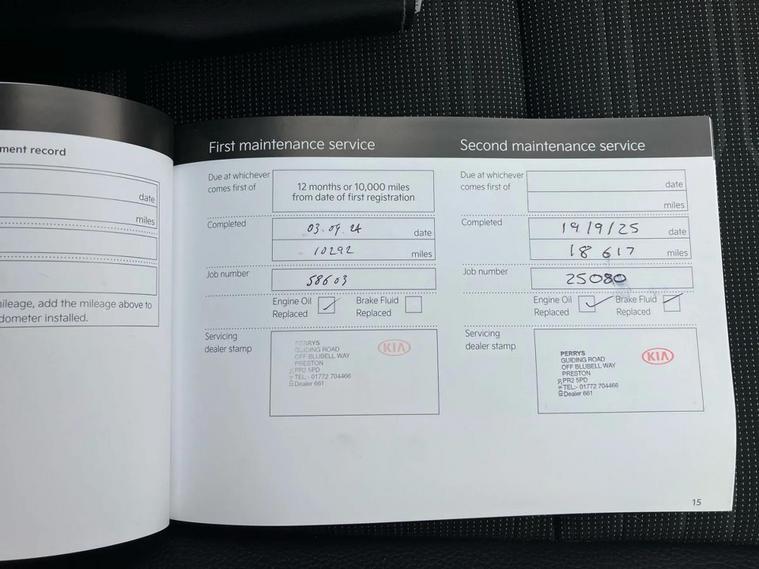 ment record
date
miles
ileage, add the mileage above to
dometer installed.
First maintenance service
Due at whichever
comes first of
12 months or 10,000 miles
from date of first registration
Completed
03.09.24 date
10292 miles
Job number
58603
Engine Oil
Replaced
Brake Fluid
Replaced
Servicing
dealer stamp
PERRYS
GUIDING ROAD
OFF BLUBELL WAY
PRESTON
PR2 5PD
TEL:- 01772 704466
Dealer 661
KIA
Second maintenance service
Due at whichever
comes first of
date
miles
Completed
19/9/25 date
18617 miles
Job number
25080
Engine Oil
Replaced
Brake Fluid
Replaced
Servicing
dealer stamp
PERRYS
GUIDING ROAD
OFF BLUBELL WAY
PRESTON
PR2 5PD
TEL:- 01772 704466
Dealer 661
KIA
15